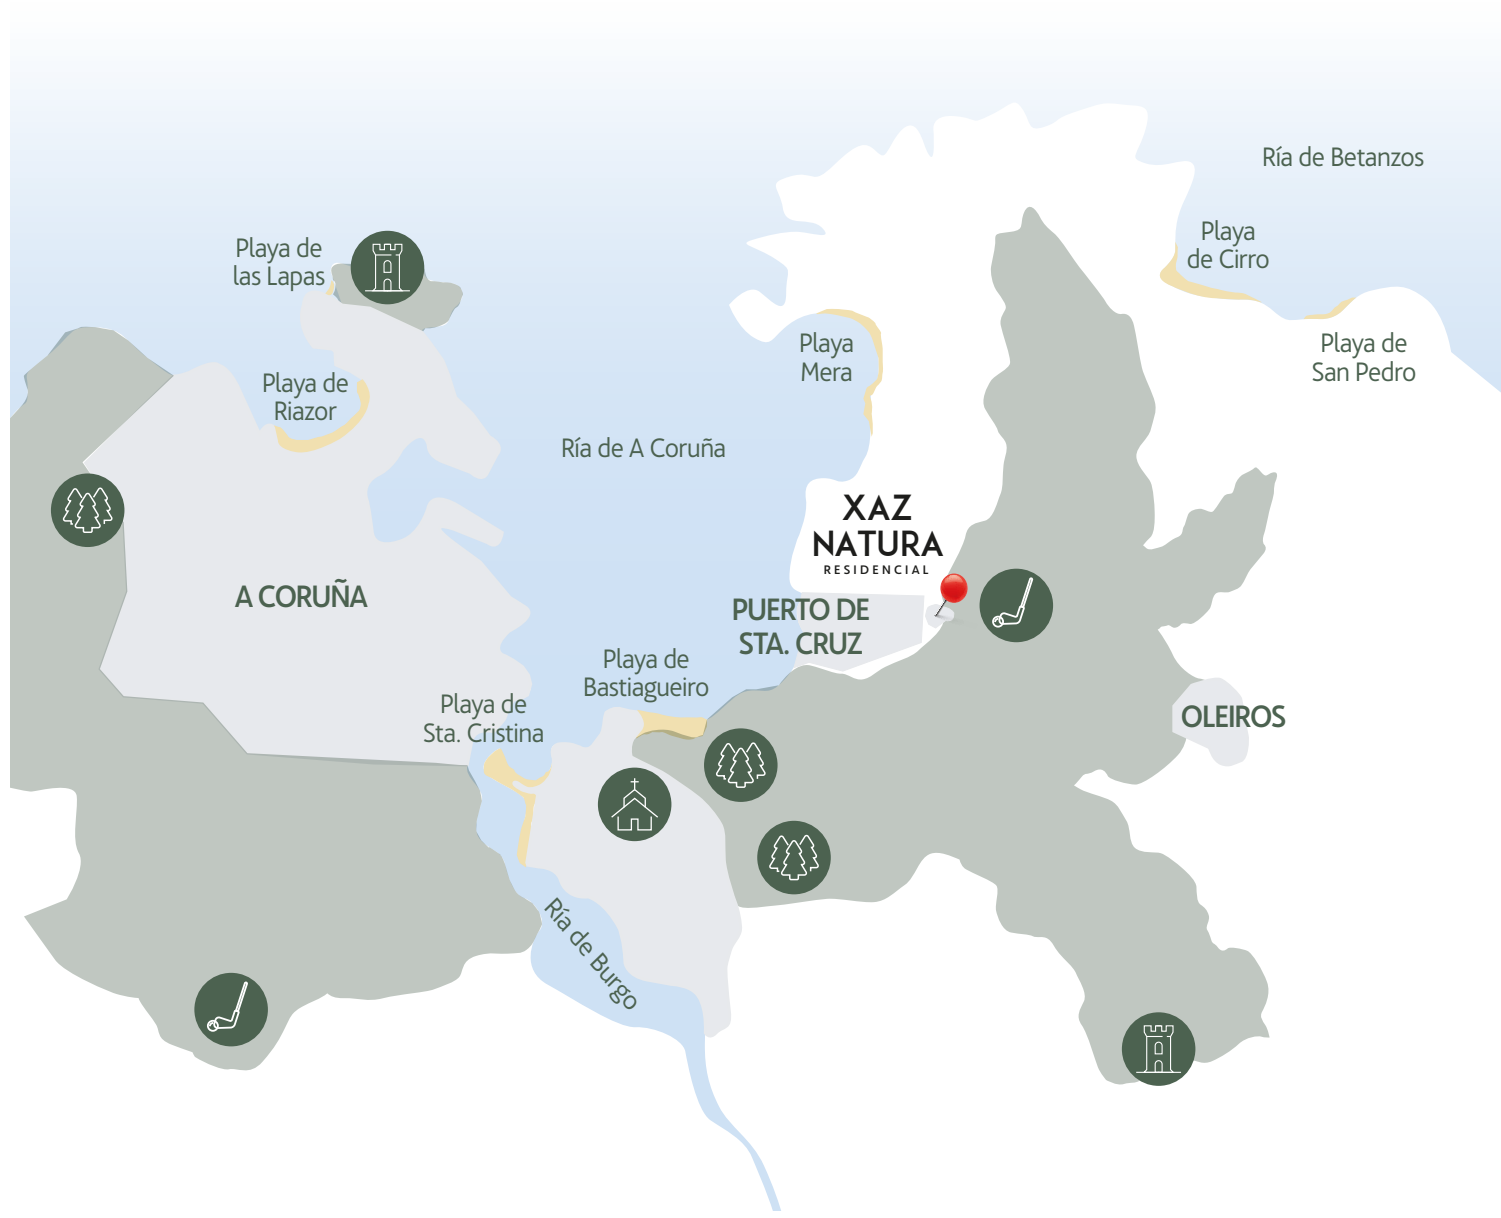 Ría de Betanzos
Playa
de Cirro
Playa de
las Lapas
Playa
Mera
Playa de
San Pedro
Playa de
Riazor
Ría de A Coruña
XAZ
NATURA
RESIDENCIAL
A CORUÑA
PUERTO DE
STA. CRUZ
Playa de
Bastiagueiro
Playa de
Sta. Cristina
OLEIROS
Ría de Burgo